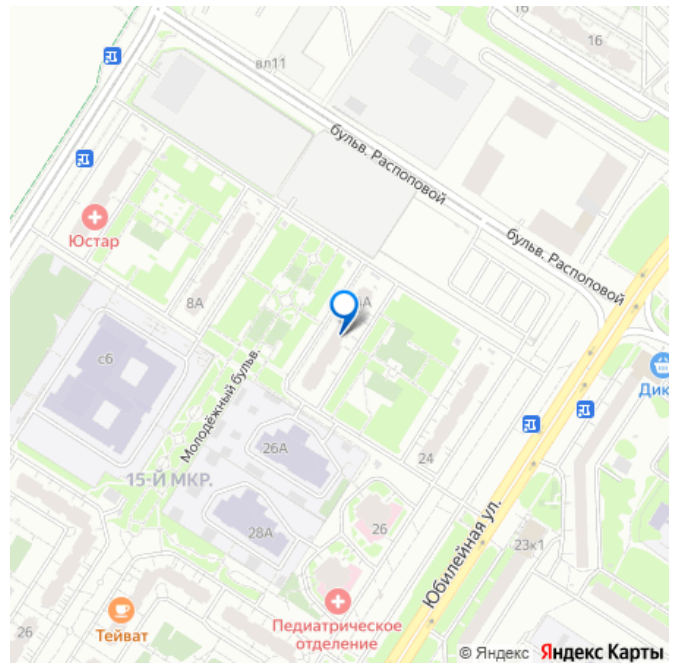 16
16
вл11
бульв. Распоповой
бульв. Распоповой
Юстар
8А
А
с6
Молодёжный бульв.
Дик
26А
24
15-Й МКР.
26
28А
23к1
Юбилейная ул.
Тейват
26
Педиатрическое
отделение
© Яндекс Яндекс Карты